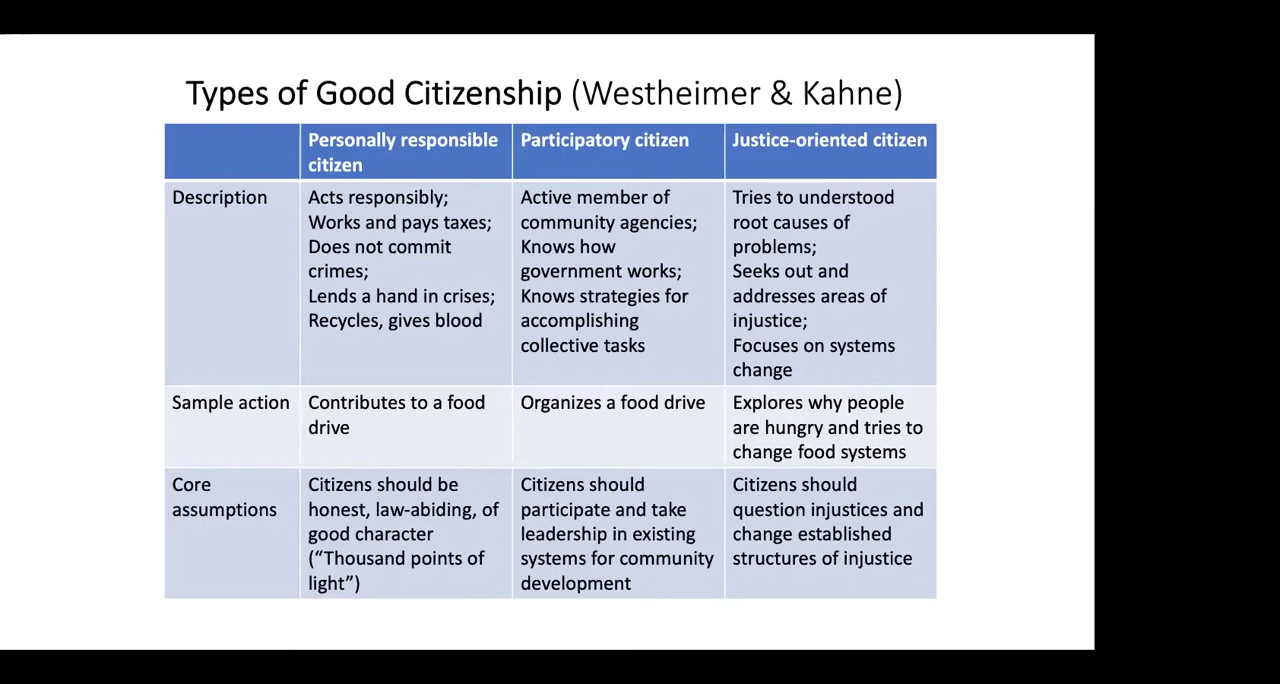 Types of Good Citizenship (Westheimer & Kahne)
Personally responsible
citizen
Participatory citizen
Justice-oriented citizen
Description
Acts responsibly;
Works and pays taxes;
Does not commit
crimes;
Lends a hand in crises;
Recycles, gives blood
Active member of
community agencies;
Knows how
government works;
Knows strategies for
accomplishing
collective tasks
Tries to understood
root causes of
problems;
Seeks out and
addresses areas of
injustice;
Focuses on systems
change
Sample action
Contributes to a food
drive
Organizes a food drive
Explores why people
are hungry and tries to
change food systems
Core
assumptions
Citizens should be
honest, law-abiding, of
good character
(“Thousand points of
light”)
Citizens should
participate and take
leadership in existing
systems for community
development
Citizens should
question injustices and
change established
structures of injustice